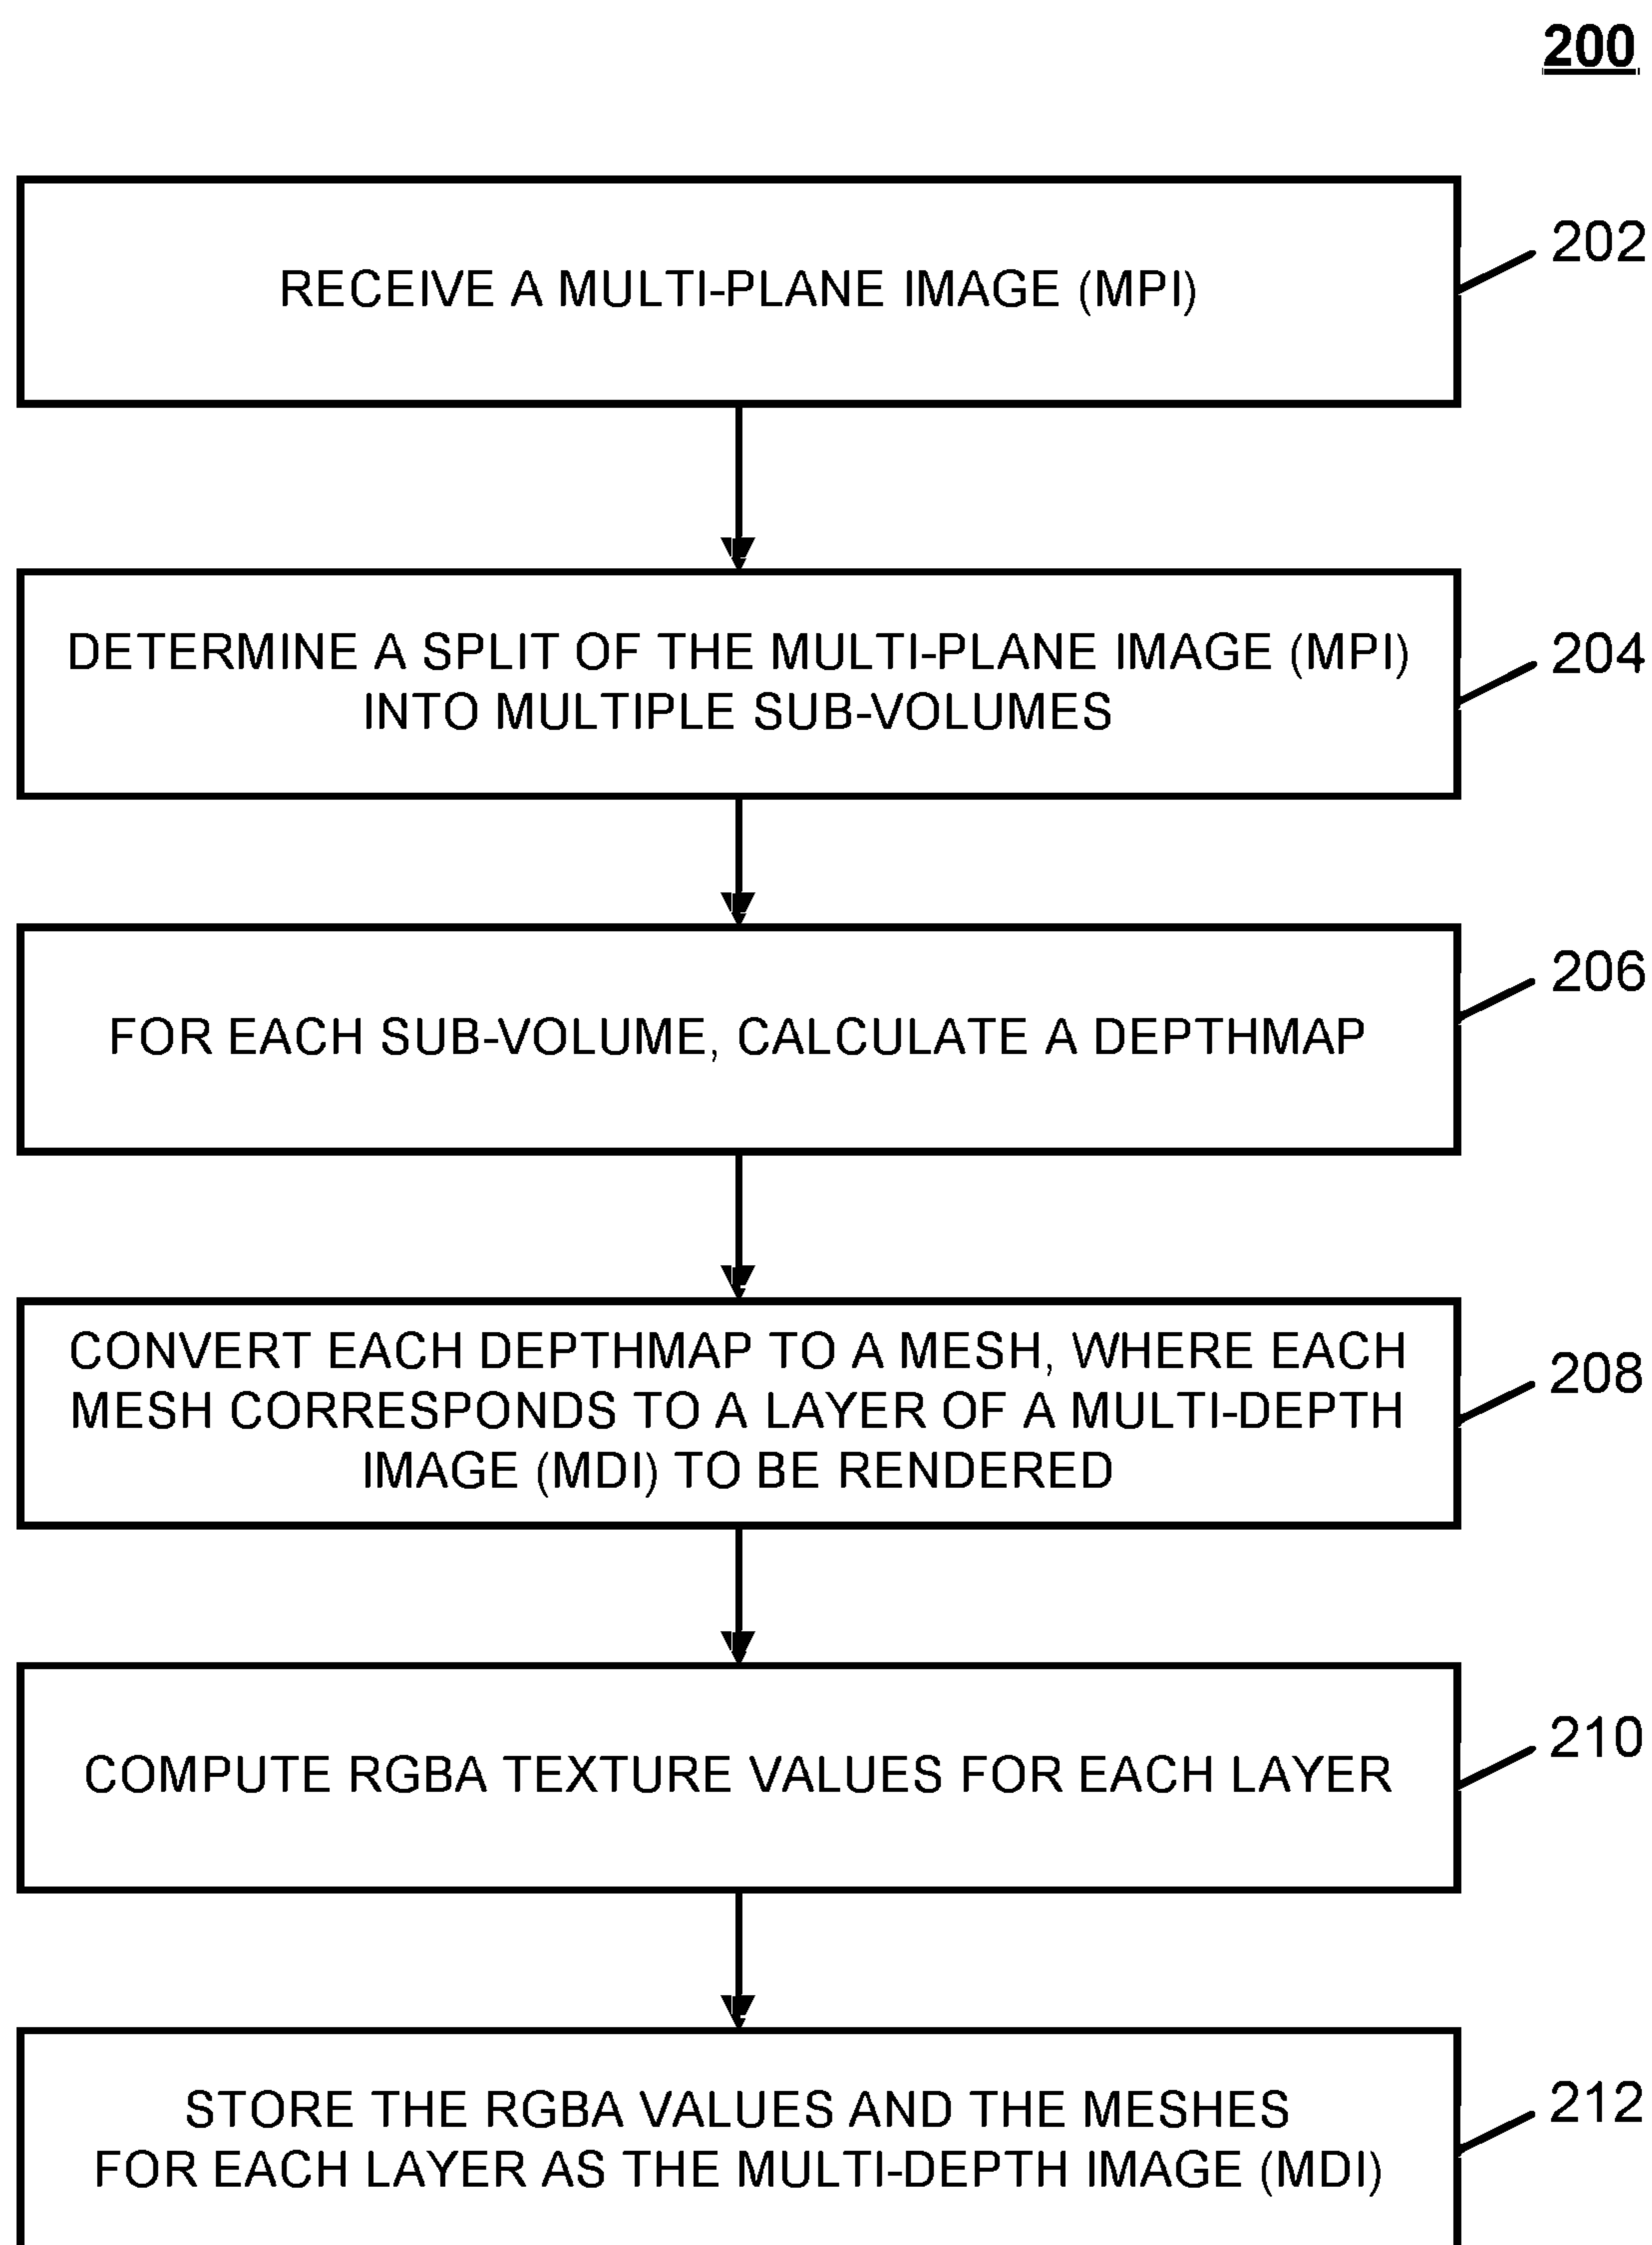 200
RECEIVE A MULTI-PLANE IMAGE (MPI)
202
DETERMINE A SPLIT OF THE MULTI-PLANE IMAGE (MPI)
INTO MULTIPLE SUB-VOLUMES
204
FOR EACH SUB-VOLUME, CALCULATE A DEPTHMAP
206
CONVERT EACH DEPTHMAP TO A MESH, WHERE EACH
MESH CORRESPONDS TO A LAYER OF A MULTI-DEPTH
IMAGE (MDI) TO BE RENDERED
208
COMPUTE RGBA TEXTURE VALUES FOR EACH LAYER
210
STORE THE RGBA VALUES AND THE MESHES
FOR EACH LAYER AS THE MULTI-DEPTH IMAGE (MDI)
212